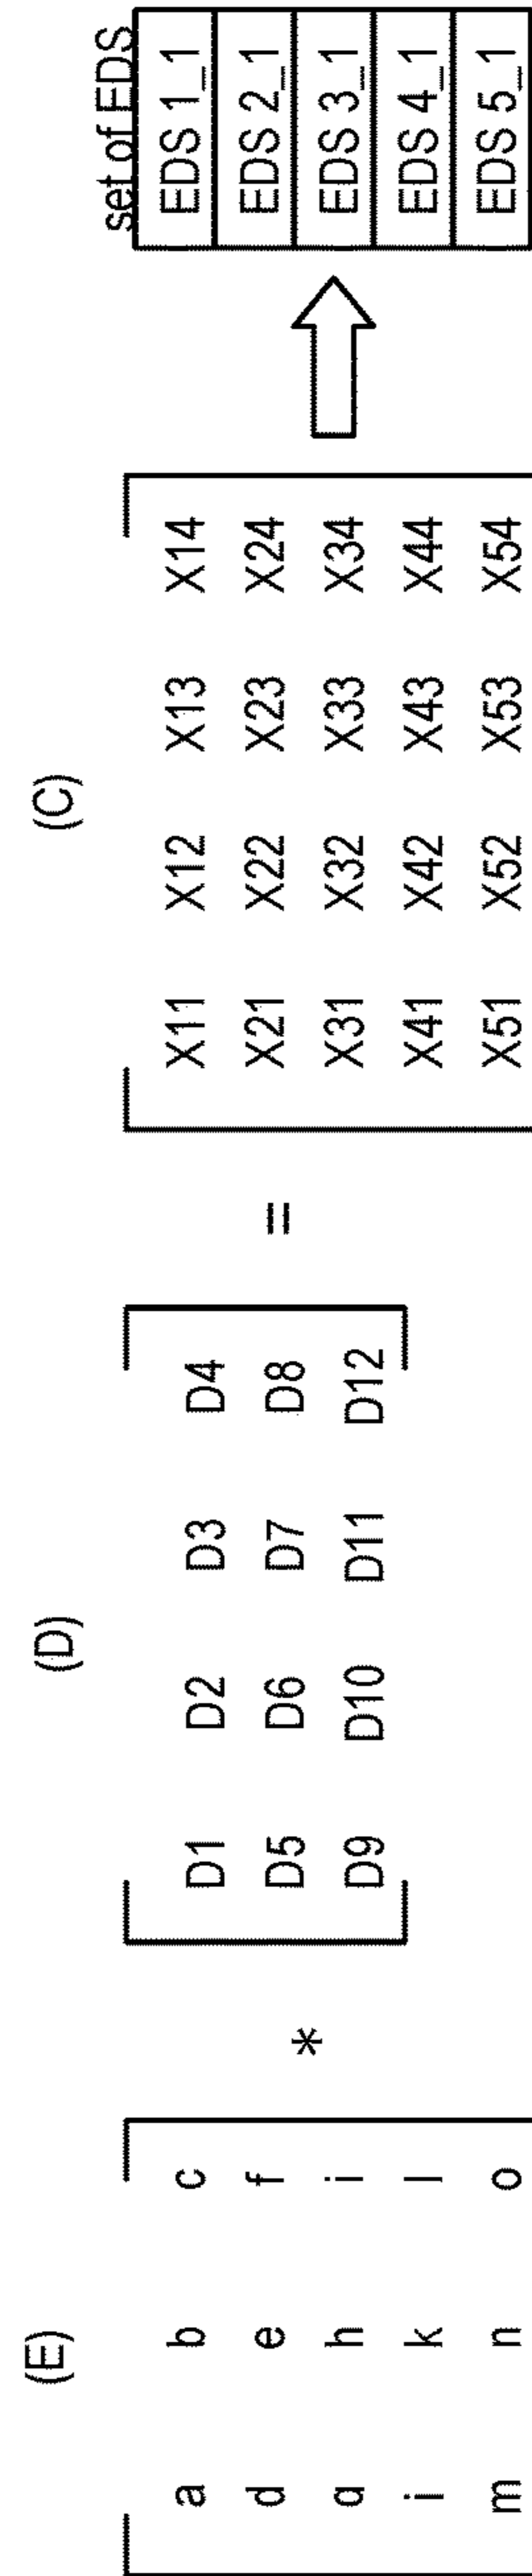 (E) (D) (C) set of EDS
a b c D1 D2 D3 D4 X11 X12 X13 X14 EDS 1_1
d e f * D5 D6 D7 D8 = X21 X22 X23 X24 EDS 2_1
g h i D9 D10 D11 D12 X31 X32 X33 X34 EDS 3_1
j k l X41 X42 X43 X44 EDS 4_1
m n o X51 X52 X53 X54 EDS 5_1